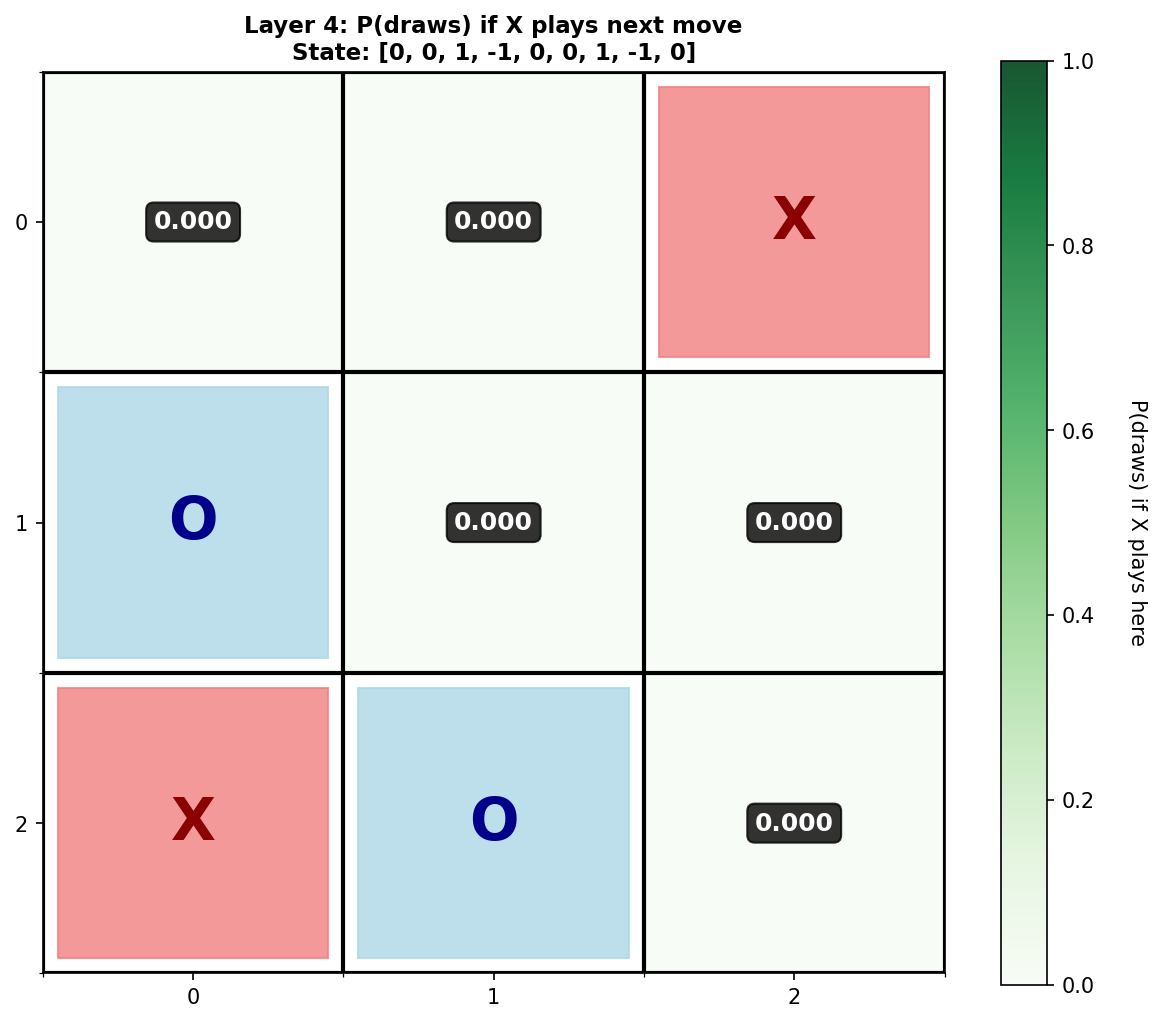 Layer 4: P(draws) if X plays next move
State: [0, 0, 1, -1, 0, 0, 1, -1, 0]
0
0.000
0.000
X
1
O
0.000
0.000
2
X
O
0.000
0
1
2
1.0
0.8
0.6
0.4
0.2
0.0
P(draws) if X plays here